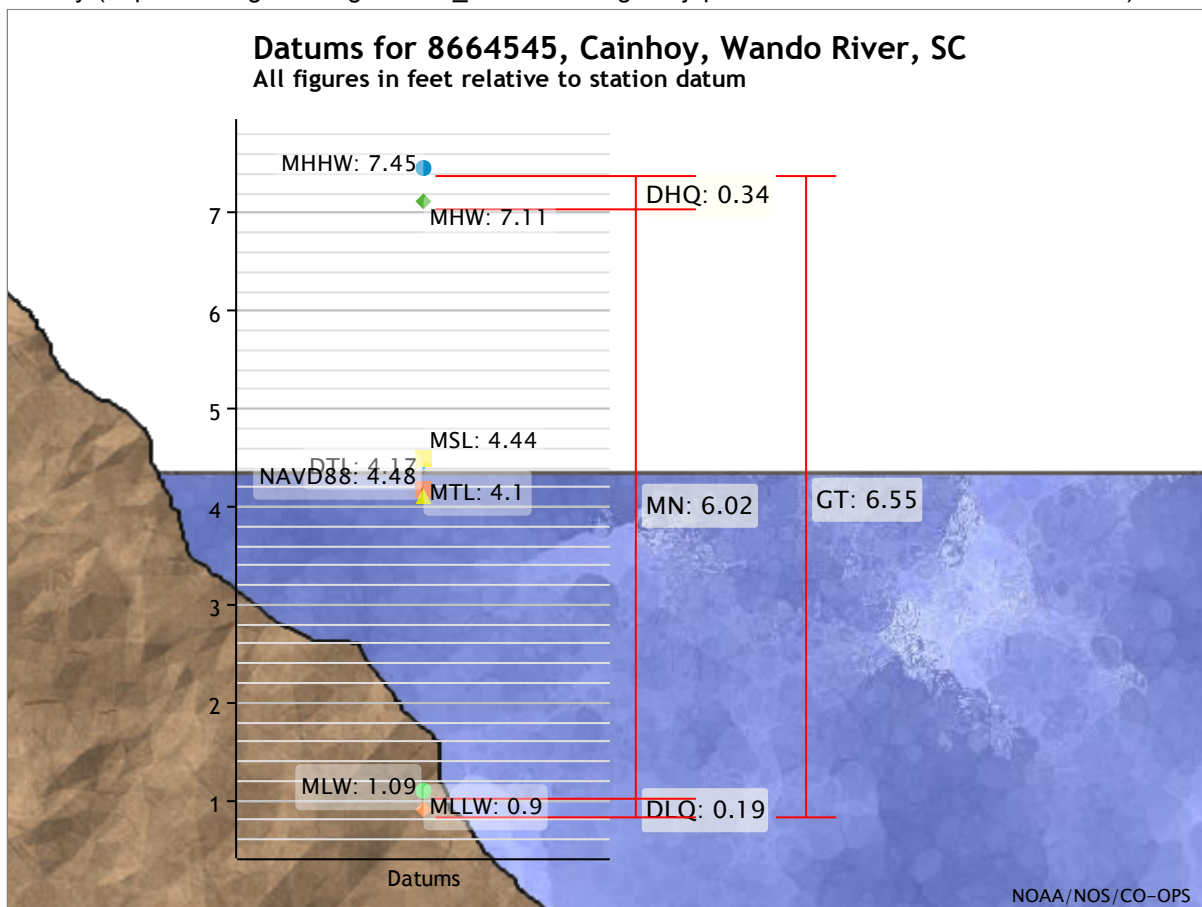 Datums for 8664545, Cainhoy, Wando River, SC
All figures in feet relative to station datum
MHHW: 7.45
DHQ: 0.34
7
MHW: 7.11
6
5
MSL: 4.44
DTL: 4.17
NAVD88: 4.48
MTL: 4.1
MN: 6.02
GT: 6.55
4
3
2
MLW: 1.09
1
MLLW: 0.9
DLQ: 0.19
Datums
NOAA/NOS/CO-OPS